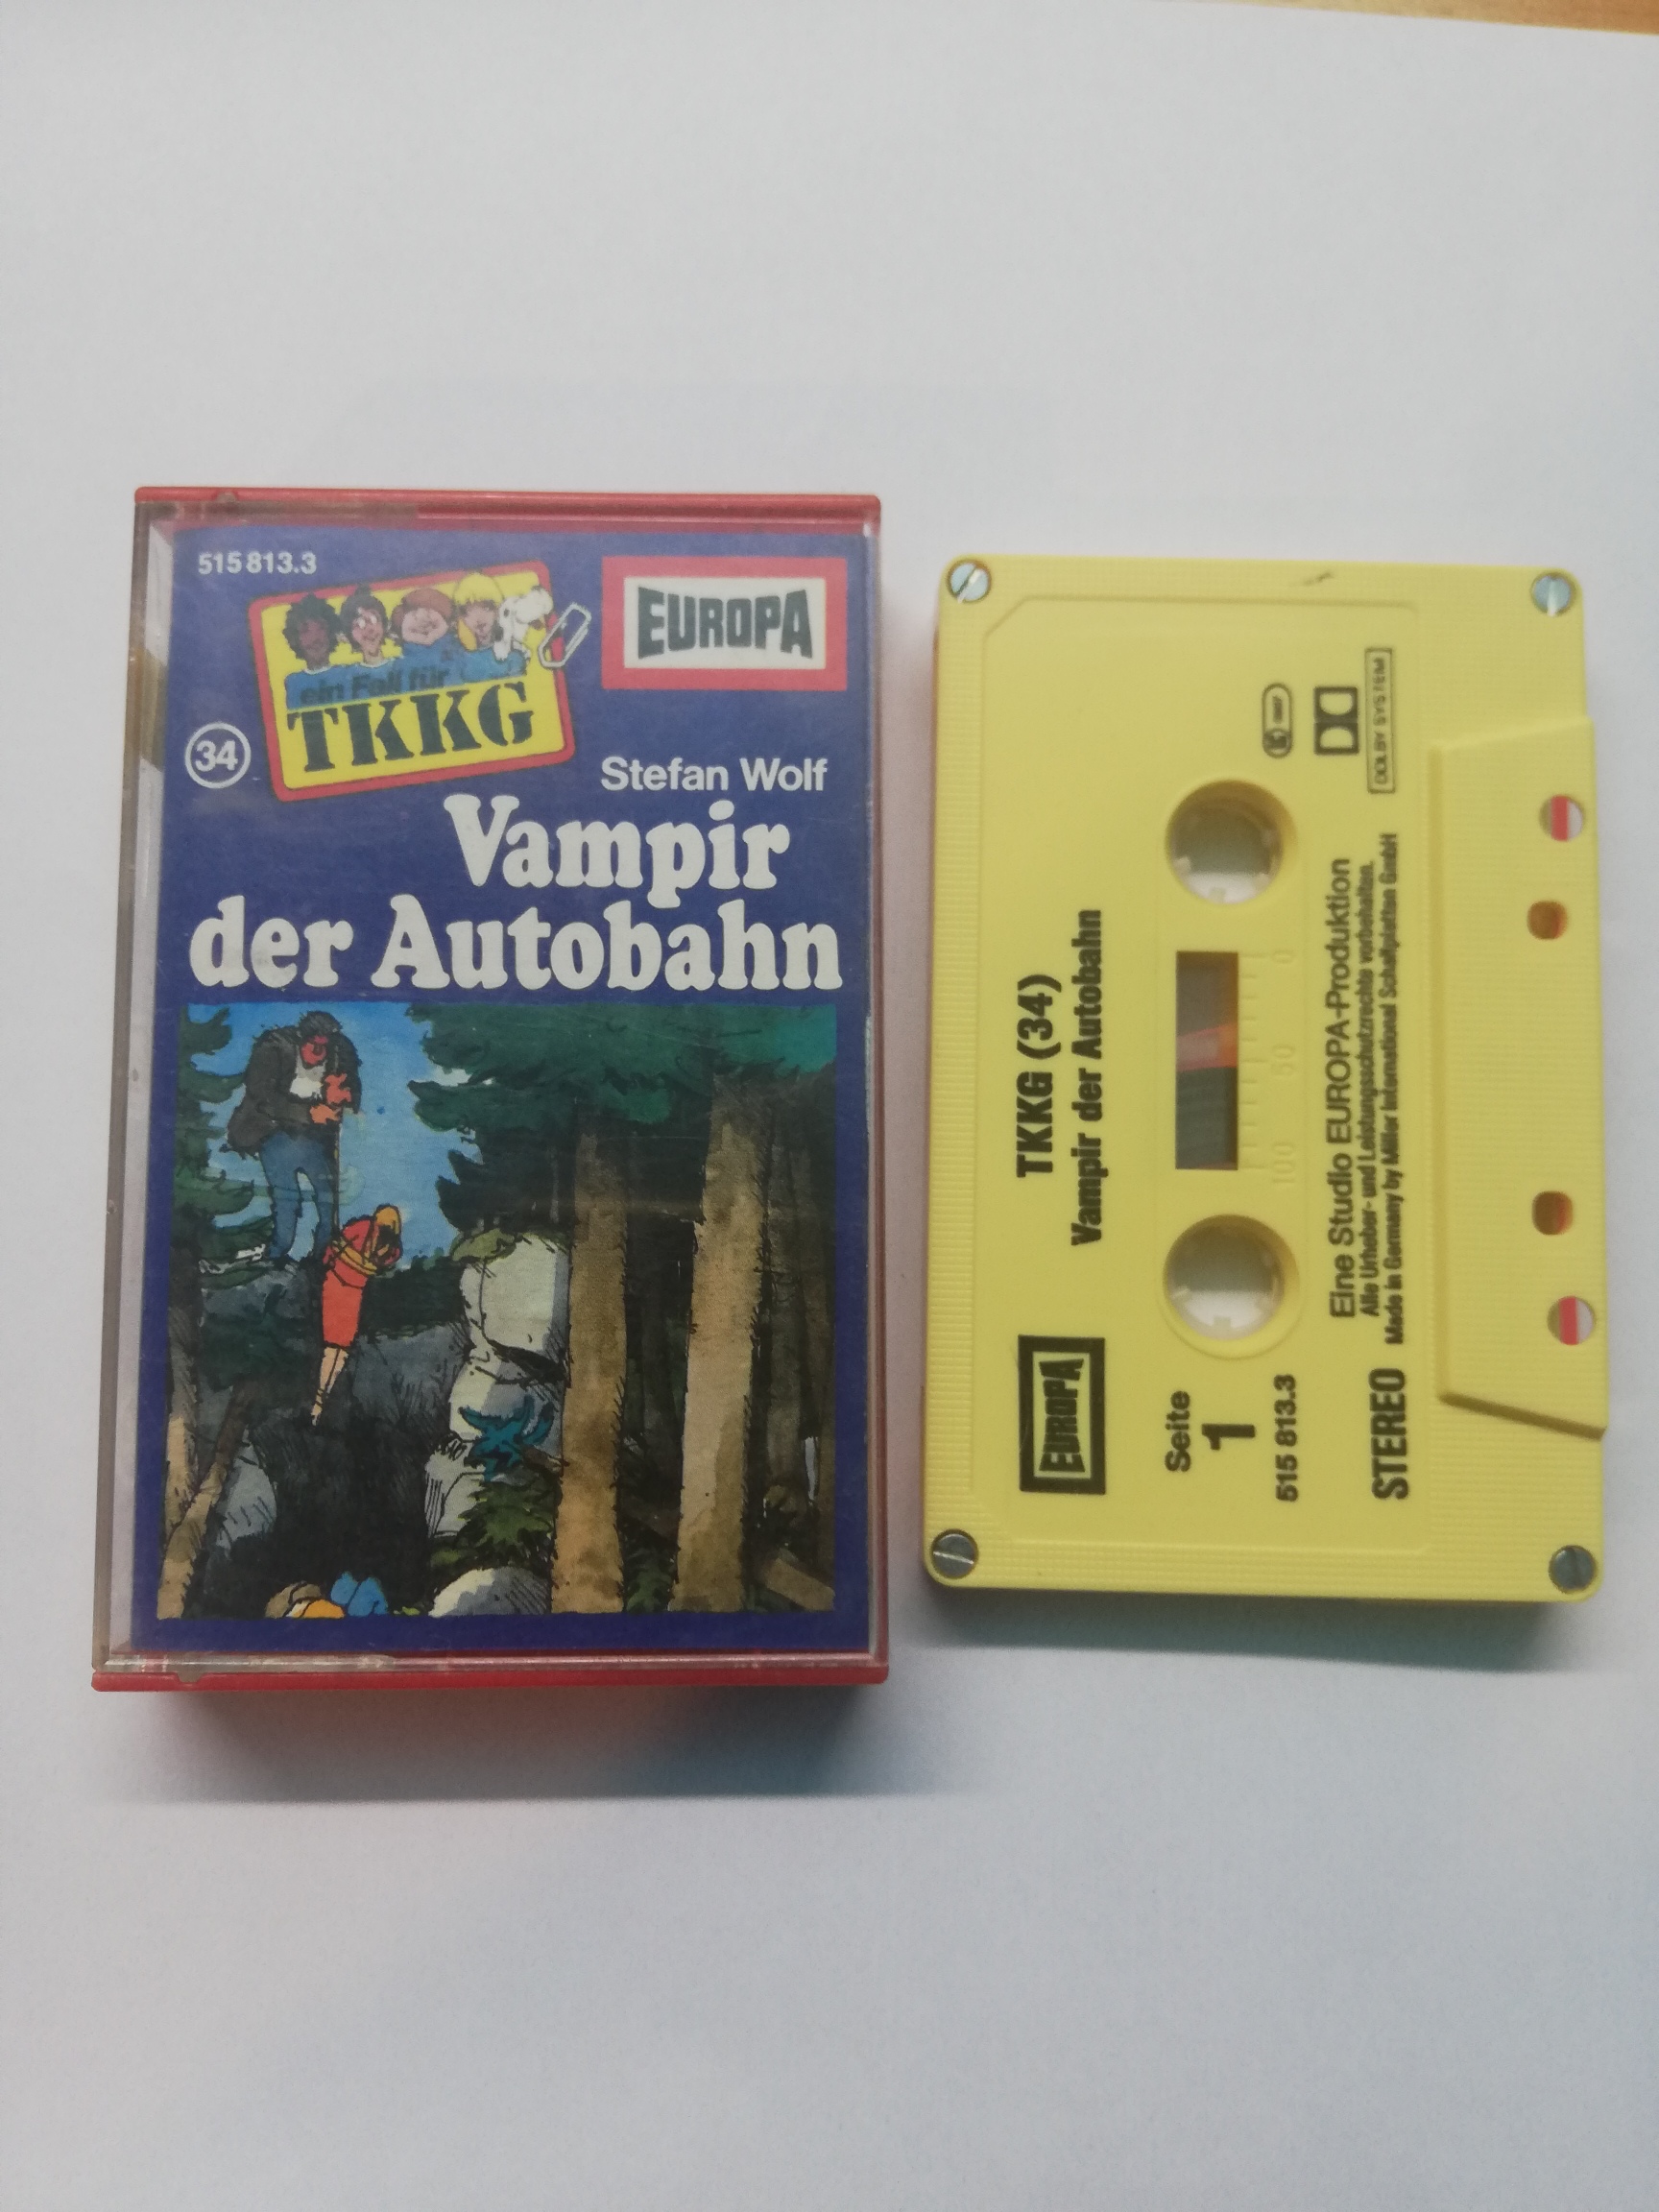 515 813.3
EUROPA
ein Fall für
TKKG
34
Stefan Wolf
Vampir
der Autobahn
TKKG (34)
Vampir der Autobahn
EUROPA
Seite
1
515 813.3
100 50 0
Eine Studio EUROPA-Produktion
Alle Urheber- und Leistungsschutzrechte vorbehalten.
Made in Germany by Miller International Schallplatten GmbH
STEREO
DOLBY SYSTEM